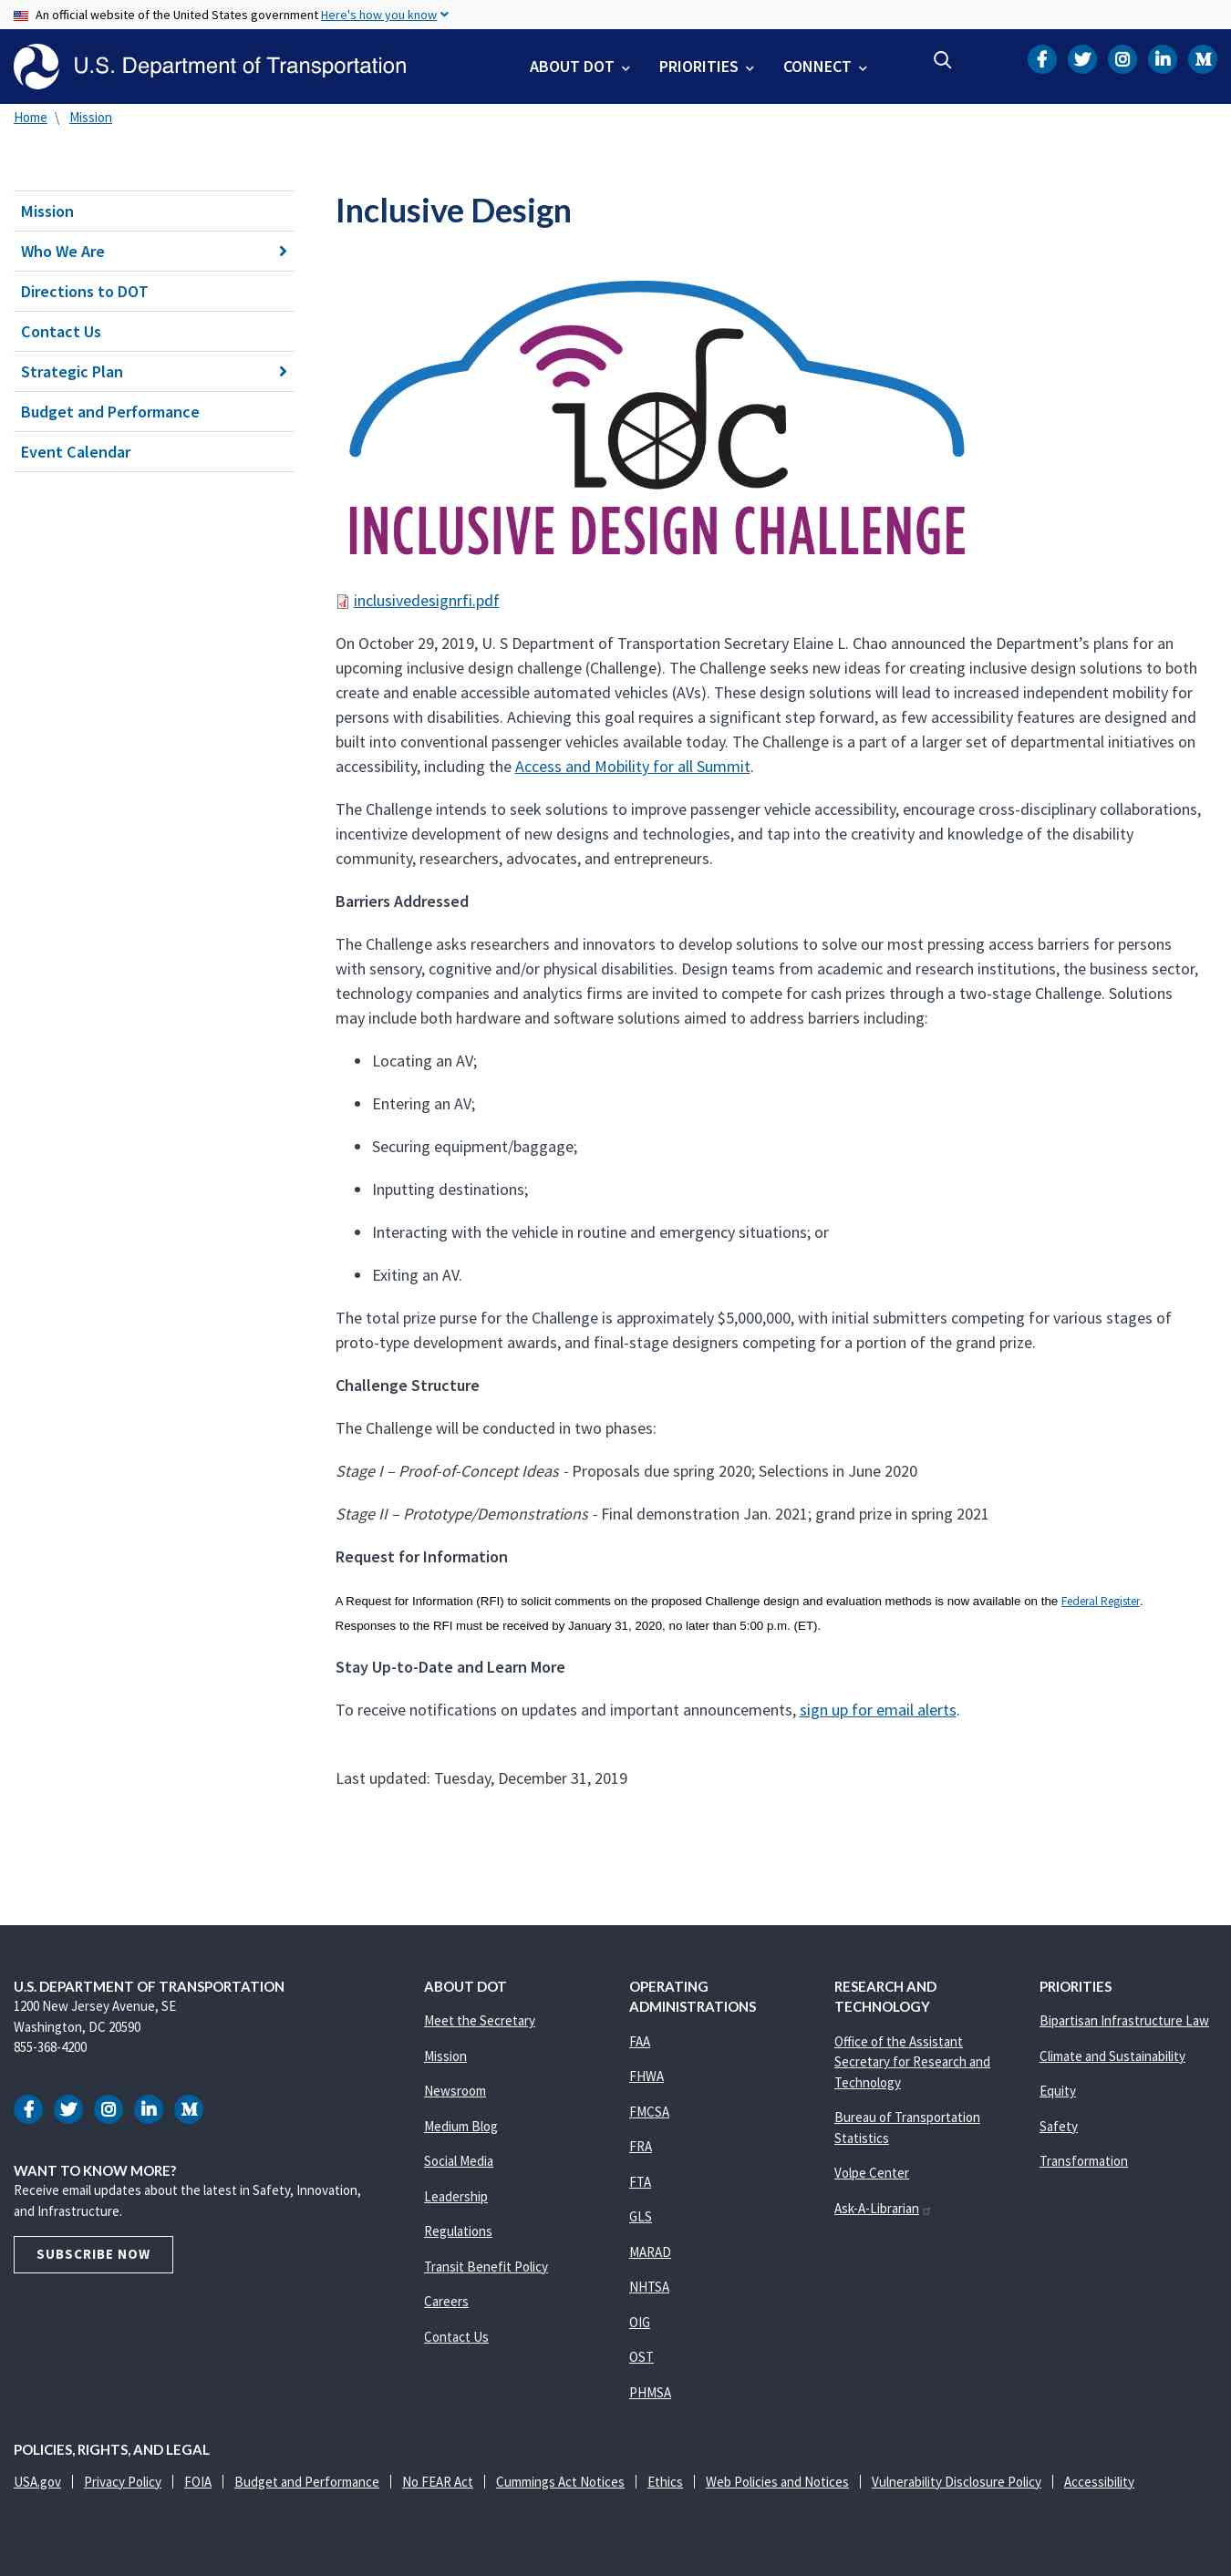 An official website of the United States government Here's how you know
U.S. Department of Transportation
ABOUT DOT
PRIORITIES
CONNECT
Home \ Mission
Mission
Who We Are
Directions to DOT
Contact Us
Strategic Plan
Budget and Performance
Event Calendar
Inclusive Design
idc
INCLUSIVE DESIGN CHALLENGE
inclusivedesignrfi.pdf
On October 29, 2019, U. S Department of Transportation Secretary Elaine L. Chao announced the Department’s plans for an
upcoming inclusive design challenge (Challenge). The Challenge seeks new ideas for creating inclusive design solutions to both
create and enable accessible automated vehicles (AVs). These design solutions will lead to increased independent mobility for
persons with disabilities. Achieving this goal requires a significant step forward, as few accessibility features are designed and
built into conventional passenger vehicles available today. The Challenge is a part of a larger set of departmental initiatives on
accessibility, including the Access and Mobility for all Summit.
The Challenge intends to seek solutions to improve passenger vehicle accessibility, encourage cross-disciplinary collaborations,
incentivize development of new designs and technologies, and tap into the creativity and knowledge of the disability
community, researchers, advocates, and entrepreneurs.
Barriers Addressed
The Challenge asks researchers and innovators to develop solutions to solve our most pressing access barriers for persons
with sensory, cognitive and/or physical disabilities. Design teams from academic and research institutions, the business sector,
technology companies and analytics firms are invited to compete for cash prizes through a two-stage Challenge. Solutions
may include both hardware and software solutions aimed to address barriers including:
• Locating an AV;
• Entering an AV;
• Securing equipment/baggage;
• Inputting destinations;
• Interacting with the vehicle in routine and emergency situations; or
• Exiting an AV.
The total prize purse for the Challenge is approximately $5,000,000, with initial submitters competing for various stages of
proto-type development awards, and final-stage designers competing for a portion of the grand prize.
Challenge Structure
The Challenge will be conducted in two phases:
Stage I – Proof-of-Concept Ideas - Proposals due spring 2020; Selections in June 2020
Stage II – Prototype/Demonstrations - Final demonstration Jan. 2021; grand prize in spring 2021
Request for Information
A Request for Information (RFI) to solicit comments on the proposed Challenge design and evaluation methods is now available on the Federal Register.
Responses to the RFI must be received by January 31, 2020, no later than 5:00 p.m. (ET).
Stay Up-to-Date and Learn More
To receive notifications on updates and important announcements, sign up for email alerts.
Last updated: Tuesday, December 31, 2019
U.S. DEPARTMENT OF TRANSPORTATION
1200 New Jersey Avenue, SE
Washington, DC 20590
855-368-4200
WANT TO KNOW MORE?
Receive email updates about the latest in Safety, Innovation,
and Infrastructure.
SUBSCRIBE NOW
ABOUT DOT
Meet the Secretary
Mission
Newsroom
Medium Blog
Social Media
Leadership
Regulations
Transit Benefit Policy
Careers
Contact Us
OPERATING
ADMINISTRATIONS
FAA
FHWA
FMCSA
FRA
FTA
GLS
MARAD
NHTSA
OIG
OST
PHMSA
RESEARCH AND
TECHNOLOGY
Office of the Assistant
Secretary for Research and
Technology
Bureau of Transportation
Statistics
Volpe Center
Ask-A-Librarian
PRIORITIES
Bipartisan Infrastructure Law
Climate and Sustainability
Equity
Safety
Transformation
POLICIES, RIGHTS, AND LEGAL
USA.gov | Privacy Policy | FOIA | Budget and Performance | No FEAR Act | Cummings Act Notices | Ethics | Web Policies and Notices | Vulnerability Disclosure Policy | Accessibility